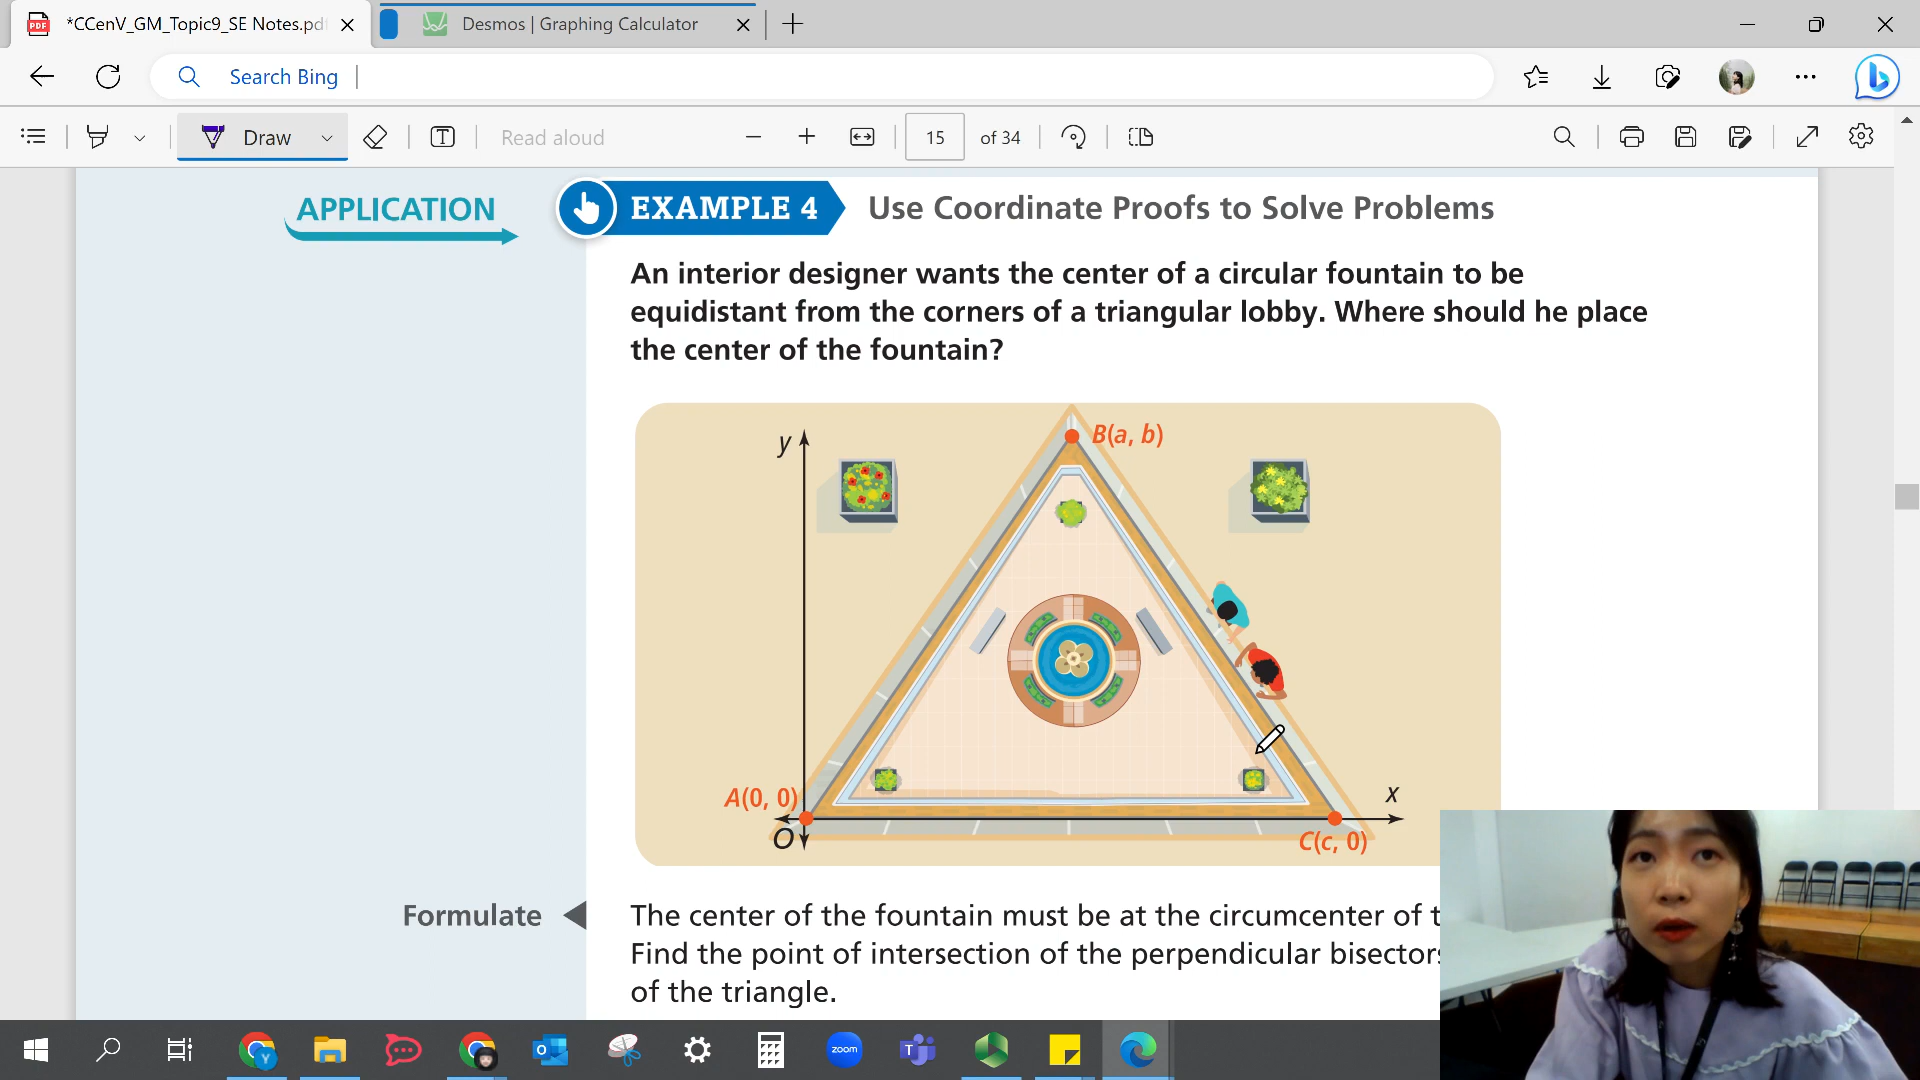 *CCenV_GM_Topic9_SE Notes.pd
Desmos | Graphing Calculator
Search Bing
Draw
Read aloud
15
of 34
APPLICATION
EXAMPLE 4
Use Coordinate Proofs to Solve Problems
An interior designer wants the center of a circular fountain to be
equidistant from the corners of a triangular lobby. Where should he place
the center of the fountain?
y
B(a, b)
A(0, 0)
x
O
C(c, 0)
Formulate
The center of the fountain must be at the circumcenter of t
Find the point of intersection of the perpendicular bisectors
of the triangle.
zoom